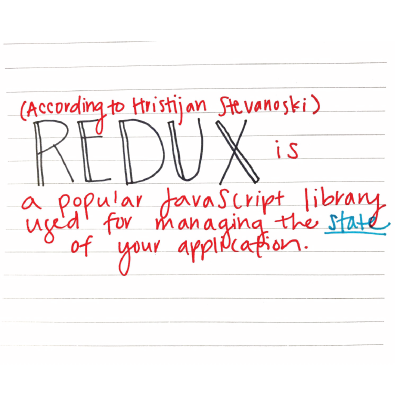 (According to Hristijan Stevanoski)
REDUX is
a popular JavaScript library
used for managing the state
of your application.